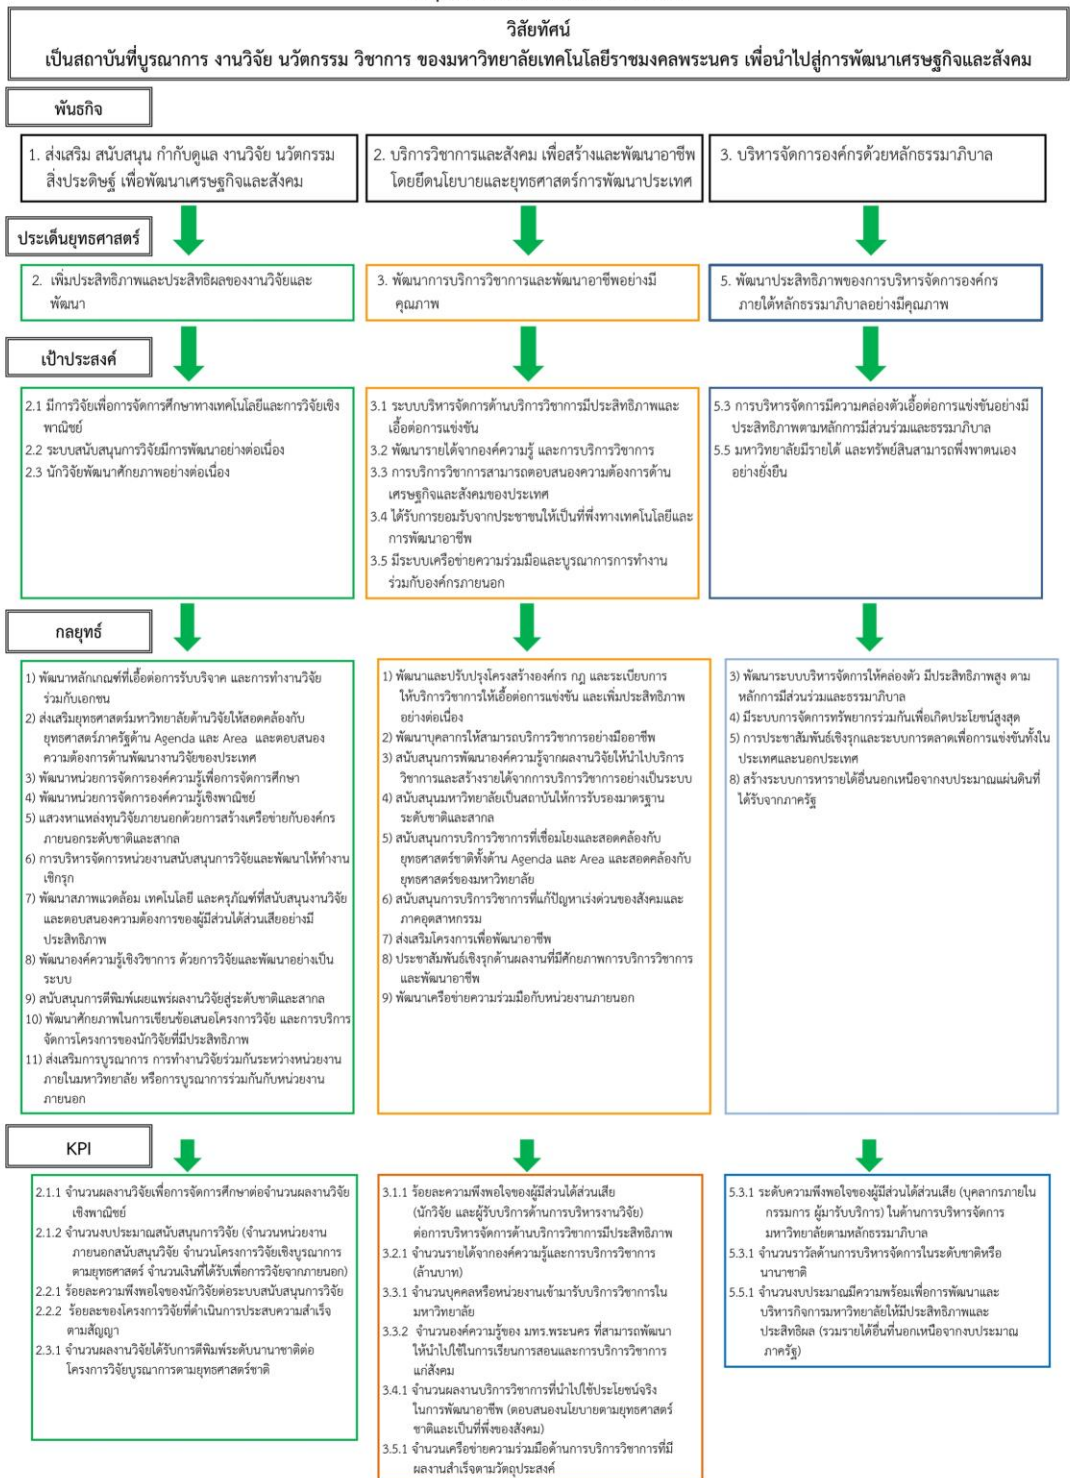 วิสัยทัศน์
เป็นสถาบันที่บูรณาการ งานวิจัย นวัตกรรม วิชาการ ของมหาวิทยาลัยเทคโนโลยีราชมงคลพระนคร เพื่อนำไปสู่การพัฒนาเศรษฐกิจและสังคม
พันธกิจ
1. ส่งเสริม สนับสนุน กำกับดูแล งานวิจัย นวัตกรรม
สิ่งประดิษฐ์ เพื่อพัฒนาเศรษฐกิจและสังคม
2. บริการวิชาการและสังคม เพื่อสร้างและพัฒนาอาชีพ
โดยยึดนโยบายและยุทธศาสตร์การพัฒนาประเทศ
3. บริหารจัดการองค์กรด้วยหลักธรรมาภิบาล
ประเด็นยุทธศาสตร์
2. เพิ่มประสิทธิภาพและประสิทธิผลของงานวิจัยและ
พัฒนา
3. พัฒนาการบริการวิชาการและพัฒนาอาชีพอย่างมี
คุณภาพ
5. พัฒนาประสิทธิภาพของการบริหารจัดการองค์กร
ภายใต้หลักธรรมาภิบาลอย่างมีคุณภาพ
เป้าประสงค์
2.1 มีการวิจัยเพื่อการจัดการศึกษาทางเทคโนโลยีและการวิจัยเชิง
พาณิชย์
2.2 ระบบสนับสนุนการวิจัยมีการพัฒนาอย่างต่อเนื่อง
2.3 นักวิจัยพัฒนาศักยภาพอย่างต่อเนื่อง
3.1 ระบบบริหารจัดการด้านบริการวิชาการมีประสิทธิภาพและ
เอื้อต่อการแข่งขัน
3.2 พัฒนารายได้จากองค์ความรู้ และการบริการวิชาการ
3.3 การบริการวิชาการสามารถตอบสนองความต้องการด้าน
เศรษฐกิจและสังคมของประเทศ
3.4 ได้รับการยอมรับจากประชาชนให้เป็นที่พึ่งทางเทคโนโลยีและ
การพัฒนาอาชีพ
3.5 มีระบบเครือข่ายความร่วมมือและบูรณาการการทำงาน
ร่วมกับองค์กรภายนอก
5.3 การบริหารจัดการมีความคล่องตัวเอื้อต่อการแข่งขันอย่างมี
ประสิทธิภาพตามหลักการมีส่วนร่วมและธรรมาภิบาล
5.5 มหาวิทยาลัยมีรายได้ และทรัพย์สินสามารถพึ่งพาตนเอง
อย่างยั่งยืน
กลยุทธ์
1) พัฒนาหลักเกณฑ์ที่เอื้อต่อการรับบริจาค และการทำงานวิจัย
ร่วมกับเอกชน
2) ส่งเสริมยุทธศาสตร์มหาวิทยาลัยด้านวิจัยให้สอดคล้องกับ
ยุทธศาสตร์ภาครัฐด้าน Agenda และ Area และตอบสนอง
ความต้องการด้านพัฒนางานวิจัยของประเทศ
3) พัฒนาหน่วยการจัดการองค์ความรู้เพื่อการจัดการศึกษา
4) พัฒนาหน่วยการจัดการองค์ความรู้เชิงพาณิชย์
5) แสวงหาแหล่งทุนวิจัยภายนอกด้วยการสร้างเครือข่ายกับองค์กร
ภายนอกระดับชาติและสากล
6) การบริหารจัดการหน่วยงานสนับสนุนการวิจัยและพัฒนาให้ทำงาน
เชิกรุก
7) พัฒนาสภาพแวดล้อม เทคโนโลยี และครุภัณฑ์ที่สนับสนุนงานวิจัย
และตอบสนองความต้องการของผู้มีส่วนได้ส่วนเสียอย่างมี
ประสิทธิภาพ
8) พัฒนาองค์ความรู้เชิงวิชาการ ด้วยการวิจัยและพัฒนาอย่างเป็น
ระบบ
9) สนับสนุนการตีพิมพ์เผยแพร่ผลงานวิจัยสู่ระดับชาติและสากล
10) พัฒนาศักยภาพในการเขียนข้อเสนอโครงการวิจัย และการบริการ
จัดการโครงการของนักวิจัยที่มีประสิทธิภาพ
11) ส่งเสริมการบูรณาการ การทำงานวิจัยร่วมกันระหว่างหน่วยงาน
ภายในมหาวิทยาลัย หรือการบูรณาการร่วมกันกับหน่วยงาน
ภายนอก
1) พัฒนาและปรับปรุงโครงสร้างองค์กร กฎ และระเบียบการ
ให้บริการวิชาการให้เอื้อต่อการแข่งขัน และเพิ่มประสิทธิภาพ
อย่างต่อเนื่อง
2) พัฒนาบุคลากรให้สามารถบริการวิชาการอย่างมืออาชีพ
3) สนับสนุนการพัฒนาองค์ความรู้จากผลงานวิจัยให้นำไปบริการ
วิชาการและสร้างรายได้จากการบริการวิชาการอย่างเป็นระบบ
4) สนับสนุนมหาวิทยาลัยเป็นสถาบันให้การรับรองมาตรฐาน
ระดับชาติและสากล
5) สนับสนุนการบริการวิชาการที่เชื่อมโยงและสอดคล้องกับ
ยุทธศาสตร์ชาติทั้งด้าน Agenda และ Area และสอดคล้องกับ
ยุทธศาสตร์ของมหาวิทยาลัย
6) สนับสนุนการบริการวิชาการที่แก้ปัญหาเร่งด่วนของสังคมและ
ภาคอุตสาหกรรม
7) ส่งเสริมโครงการเพื่อพัฒนาอาชีพ
8) ประชาสัมพันธ์เชิงรุกด้านผลงานที่มีศักยภาพการบริการวิชาการ
และพัฒนาอาชีพ
9) พัฒนาเครือข่ายความร่วมมือกับหน่วยงานภายนอก
3) พัฒนาระบบบริหารจัดการให้คล่องตัว มีประสิทธิภาพสูง ตาม
หลักการมีส่วนร่วมและธรรมาภิบาล
4) มีระบบการจัดการทรัพยากรร่วมกันเพื่อเกิดประโยชน์สูงสุด
5) การประชาสัมพันธ์เชิงรุกและระบบการตลาดเพื่อการแข่งขันทั้งใน
ประเทศและนอกประเทศ
8) สร้างระบบการหารายได้อื่นนอกเหนือจากงบประมาณแผ่นดินที่
ได้รับจากภาครัฐ
KPI
2.1.1 จำนวนผลงานวิจัยเพื่อการจัดการศึกษาต่อจำนวนผลงานวิจัย
เชิงพาณิชย์
2.1.2 จำนวนงบประมาณสนับสนุนการวิจัย (จำนวนหน่วยงาน
ภายนอกสนับสนุนวิจัย จำนวนโครงการวิจัยเชิงบูรณาการ
ตามยุทธศาสตร์ จำนวนเงินที่ได้รับเพื่อการวิจัยจากภายนอก)
2.2.1 ร้อยละความพึงพอใจของนักวิจัยต่อระบบสนับสนุนการวิจัย
2.2.2 ร้อยละของโครงการวิจัยที่ดำเนินการประสบความสำเร็จ
ตามสัญญา
2.3.1 จำนวนผลงานวิจัยได้รับการตีพิมพ์ระดับนานาชาติต่อ
โครงการวิจัยบูรณาการตามยุทธศาสตร์ชาติ
3.1.1 ร้อยละความพึงพอใจของผู้มีส่วนได้ส่วนเสีย
(นักวิจัย และผู้รับบริการด้านการบริหารงานวิจัย)
ต่อการบริหารจัดการด้านบริการวิชาการมีประสิทธิภาพ
3.2.1 จำนวนรายได้จากองค์ความรู้และการบริการวิชาการ
(ล้านบาท)
3.3.1 จำนวนบุคคลหรือหน่วยงานเข้ามารับบริการวิชาการใน
มหาวิทยาลัย
3.3.2 จำนวนองค์ความรู้ของ มทร.พระนคร ที่สามารถพัฒนา
ให้นำไปใช้ในการเรียนการสอนและการบริการวิชาการ
แก่สังคม
3.4.1 จำนวนผลงานบริการวิชาการที่นำไปใช้ประโยชน์จริง
ในการพัฒนาอาชีพ (ตอบสนองนโยบายตามยุทธศาสตร์
ชาติและเป็นที่พึ่งของสังคม)
3.5.1 จำนวนเครือข่ายความร่วมมือด้านการบริการวิชาการที่มี
ผลงานสำเร็จตามวัตถุประสงค์
5.3.1 ระดับความพึงพอใจของผู้มีส่วนได้ส่วนเสีย (บุคลากรภายใน
กรรมการ ผู้มารับบริการ) ในด้านการบริหารจัดการ
มหาวิทยาลัยตามหลักธรรมาภิบาล
5.3.1 จำนวนราวัลด้านการบริหารจัดการในระดับชาติหรือ
นานาชาติ
5.5.1 จำนวนงบประมาณมีความพร้อมเพื่อการพัฒนาและ
บริหารกิจการมหาวิทยาลัยให้มีประสิทธิภาพและ
ประสิทธิผล (รวมรายได้อื่นที่นอกเหนือจากงบประมาณ
ภาครัฐ)